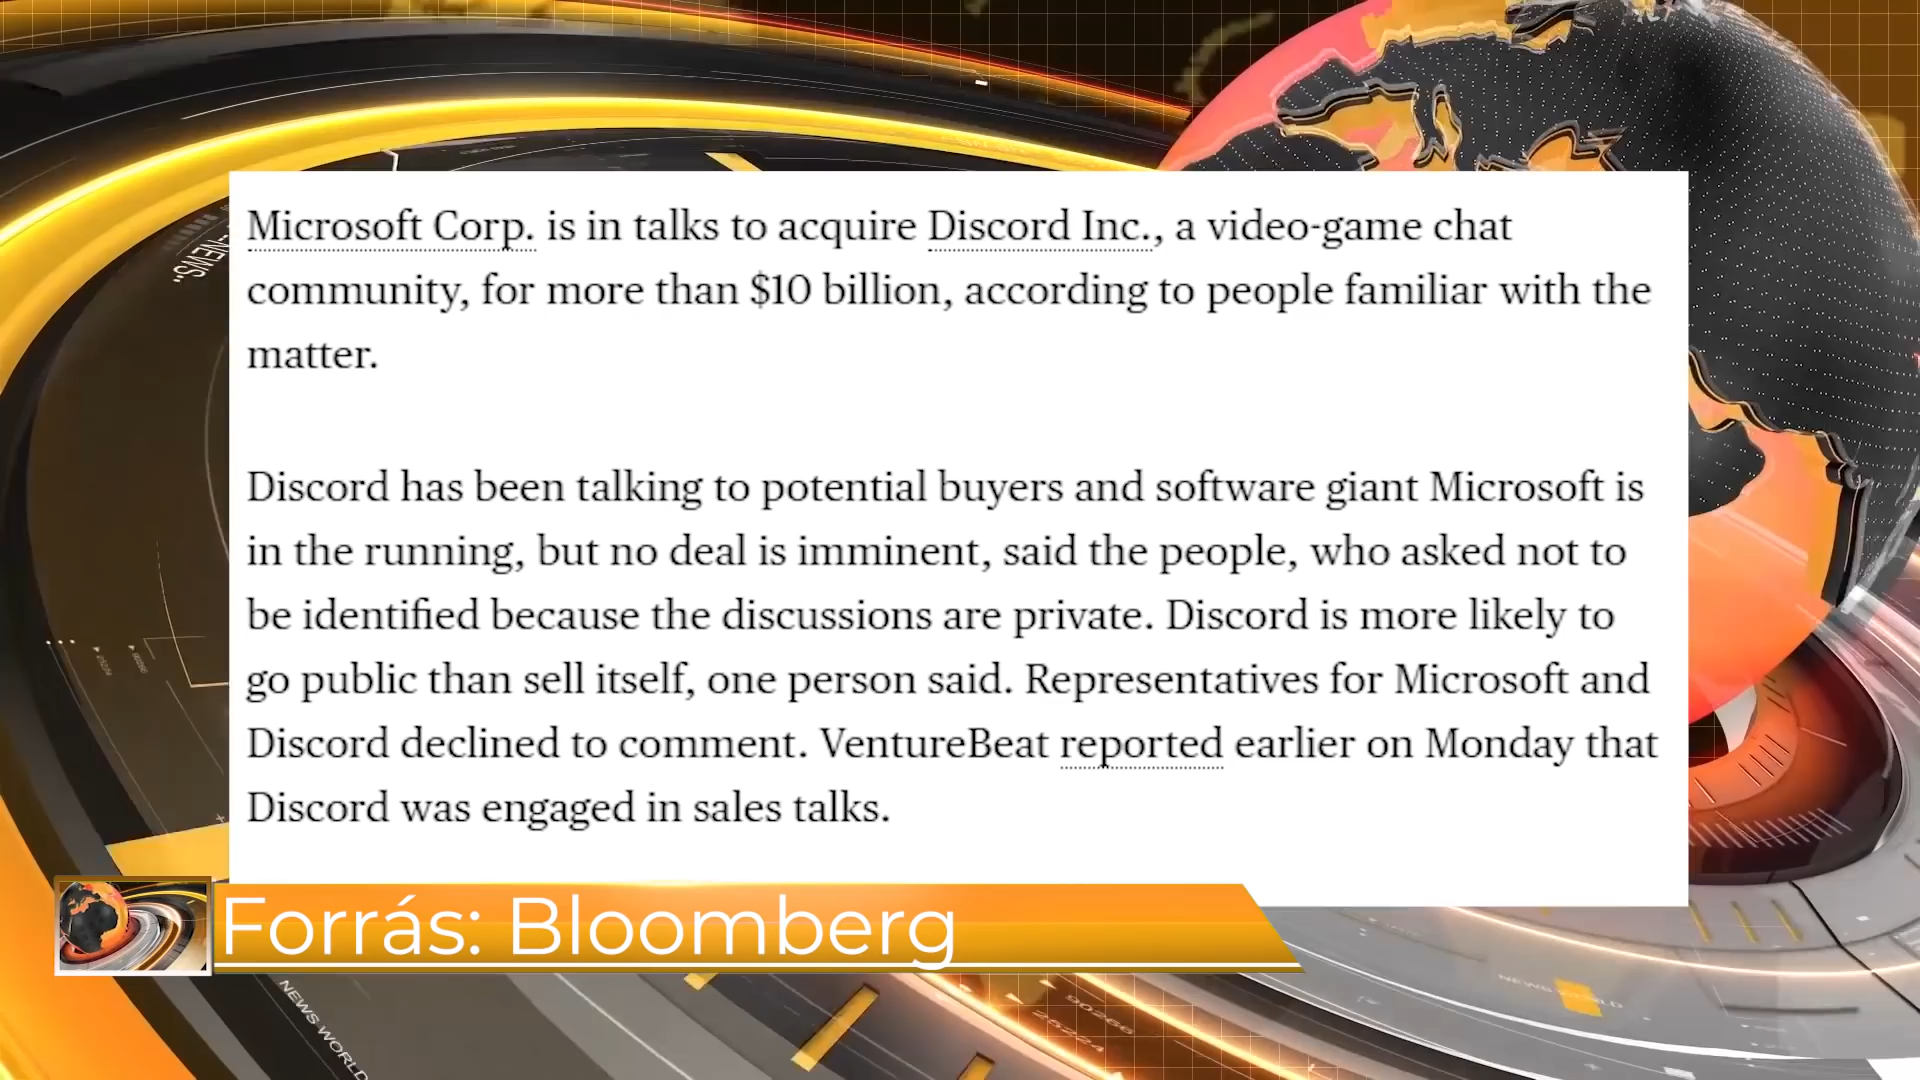 Microsoft Corp. is in talks to acquire Discord Inc., a video-game chat
community, for more than $10 billion, according to people familiar with the
matter.
Discord has been talking to potential buyers and software giant Microsoft is
in the running, but no deal is imminent, said the people, who asked not to
be identified because the discussions are private. Discord is more likely to
go public than sell itself, one person said. Representatives for Microsoft and
Discord declined to comment. VentureBeat reported earlier on Monday that
Discord was engaged in sales talks.
Forrás: Bloomberg
NEWS WORLD